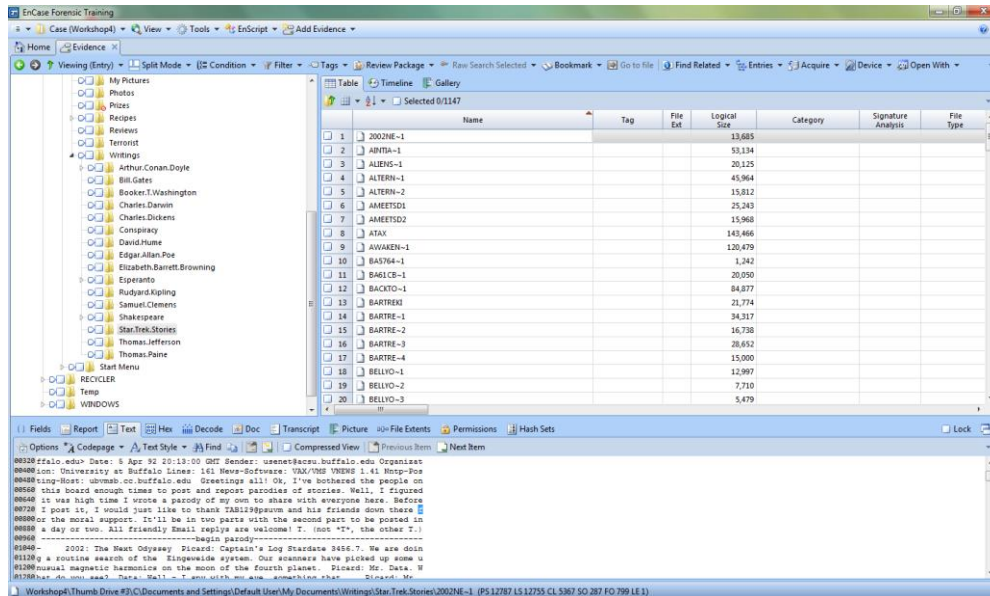 EnCase Forensic Training
Case (Workshop4) View Tools EnScript Add Evidence
Home Evidence
Viewing (Entry) Split Mode Condition Filter Tags Review Package Raw Search Selected Bookmark Go to file Find Related Entries Acquire Device Open With
My Pictures
Photos
Prizes
Recipes
Reviews
Terrorist
Writings
Arthur.Conan.Doyle
Bill.Gates
Booker.T.Washington
Charles.Darwin
Charles.Dickens
Conspiracy
David.Hume
Edgar.Allan.Poe
Elizabeth.Barrett.Browning
Esperanto
Rudyard.Kipling
Samuel.Clemens
Shakespeare
Star.Trek.Stories
Thomas.Jefferson
Thomas.Paine
Start Menu
RECYCLER
Temp
WINDOWS
Table Timeline Gallery
Selected 0/1147
Name Tag File Ext Logical Size Category Signature Analysis File Type
1 2002NE~1 13,685
2 AINTIA~1 53,134
3 ALIENS~1 20,125
4 ALTERN~1 45,964
5 ALTERN~2 15,812
6 AMEETSD1 25,243
7 AMEETSD2 15,968
8 ATAX 143,466
9 AWAKEN~1 120,479
10 BA5764~1 1,242
11 BA61CB~1 20,050
12 BACKTO~1 84,877
13 BARTREKI 21,774
14 BARTRE~1 34,317
15 BARTRE~2 16,738
16 BARTRE~3 28,652
17 BARTRE~4 15,000
18 BELLYO~1 12,997
19 BELLYO~2 7,710
20 BELLYO~3 5,479
Fields Report Text Hex Decode Doc Transcript Picture File Extents Permissions Hash Sets Lock
Options Codepage Text Style Find Compressed View Previous Item Next Item
00320 ffalo.edu> Date: 5 Apr 92 20:13:00 GMT Sender: usenet@acsu.buffalo.edu Organizat
00400 ion: University at Buffalo Lines: 161 News-Software: VAX/VMS VNEWS 1.41 Nntp-Pos
00480 ting-Host: ubvmsb.cc.buffalo.edu Greetings all! Ok, I've bothered the people on
00560 this board enough times to post and repost parodies of stories. Well, I figured
00640 it was high time I wrote a parody of my own to share with everyone here. Before
00720 I post it, I would just like to thank TAB129@psuvm and his friends down there f
00800 or the moral support. It'll be in two parts with the second part to be posted in
00880 a day or two. All friendly Email replys are welcome! T. (not *T*, the other T.)
00960 ------------------------------begin parody------------------------------
01040 - 2002: The Next Odyssey Picard: Captain's Log Stardate 3456.7. We are doin
01120 g a routine search of the Kingeweide system. Our scanners have picked up some u
01200 nusual magnetic harmonics on the moon of the fourth planet. Picard: Mr. Data. W
01280 hat do you see? Data: Well - I spy with my eye, something that Picard: Mr.
Workshop4\Thumb Drive #3\C\Documents and Settings\Default User\My Documents\Writings\Star.Trek.Stories\2002NE~1 (PS 12787 LS 12755 CL 5367 SO 287 FO 799 LE 1)